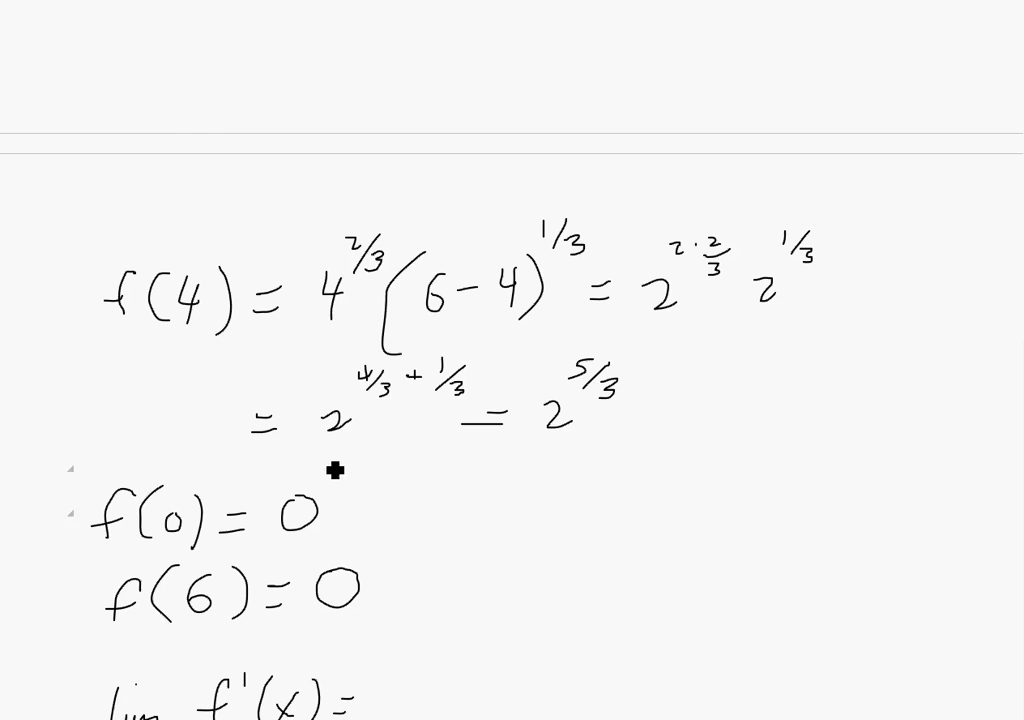 f(4) = 4^{2/3} (6-4)^{1/3} = 2^{2·2/3} 2^{1/3}
= 2^{4/3 + 1/3} = 2^{5/3}
f(0) = 0
f(6) = 0
lim f'(x) =